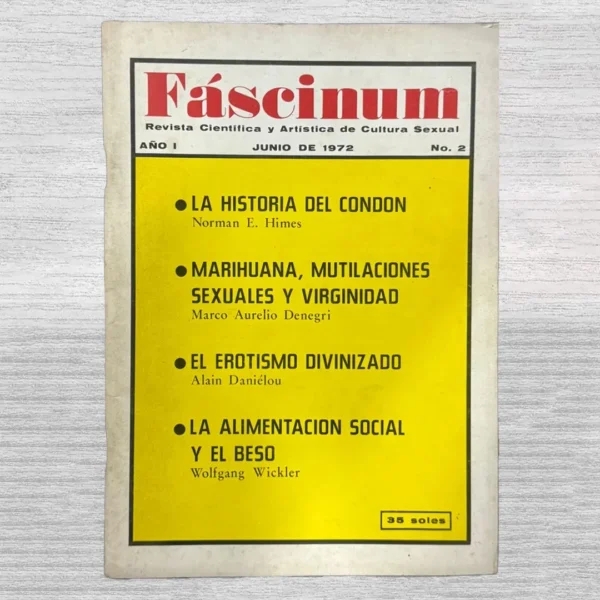 Fáscinum
Revista Científica y Artística de Cultura Sexual
AÑO I JUNIO DE 1972 No. 2
● LA HISTORIA DEL CONDON
Norman E. Himes
● MARIHUANA, MUTILACIONES
SEXUALES Y VIRGINIDAD
Marco Aurelio Denegri
● EL EROTISMO DIVINIZADO
Alain Daniélou
● LA ALIMENTACION SOCIAL
Y EL BESO
Wolfgang Wickler
35 soles